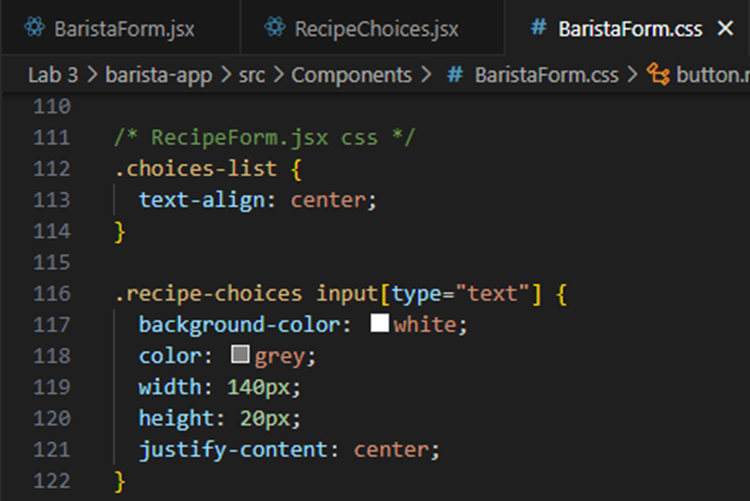 BaristaForm.jsx RecipeChoices.jsx # BaristaForm.css ×
Lab 3 > barista-app > src > Components > # BaristaForm.css > button.
110
111 /* RecipeForm.jsx css */
112 .choices-list {
113 text-align: center;
114 }
115
116 .recipe-choices input[type="text"] {
117 background-color: white;
118 color: grey;
119 width: 140px;
120 height: 20px;
121 justify-content: center;
122 }